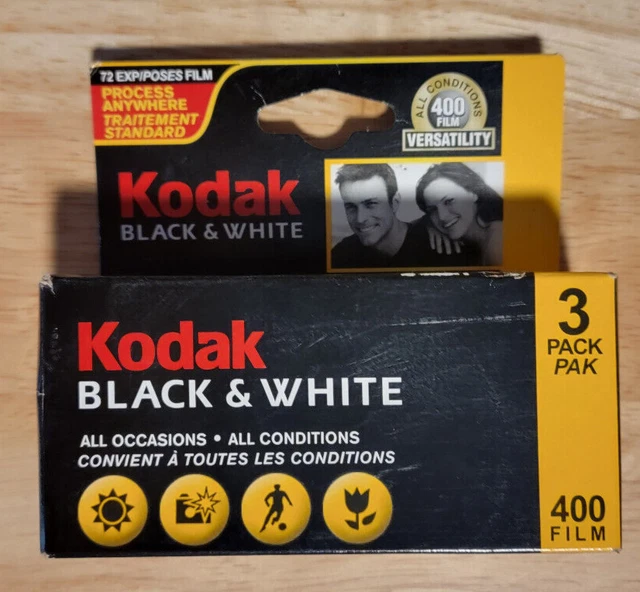 72 EXP/POSES FILM
PROCESS
ANYWHERE
TRAITEMENT
STANDARD
ALL CONDITIONS
400
FILM
VERSATILITY
Kodak
BLACK & WHITE
Kodak
BLACK & WHITE
ALL OCCASIONS • ALL CONDITIONS
CONVIENT À TOUTES LES CONDITIONS
3
PACK
PAK
400
FILM